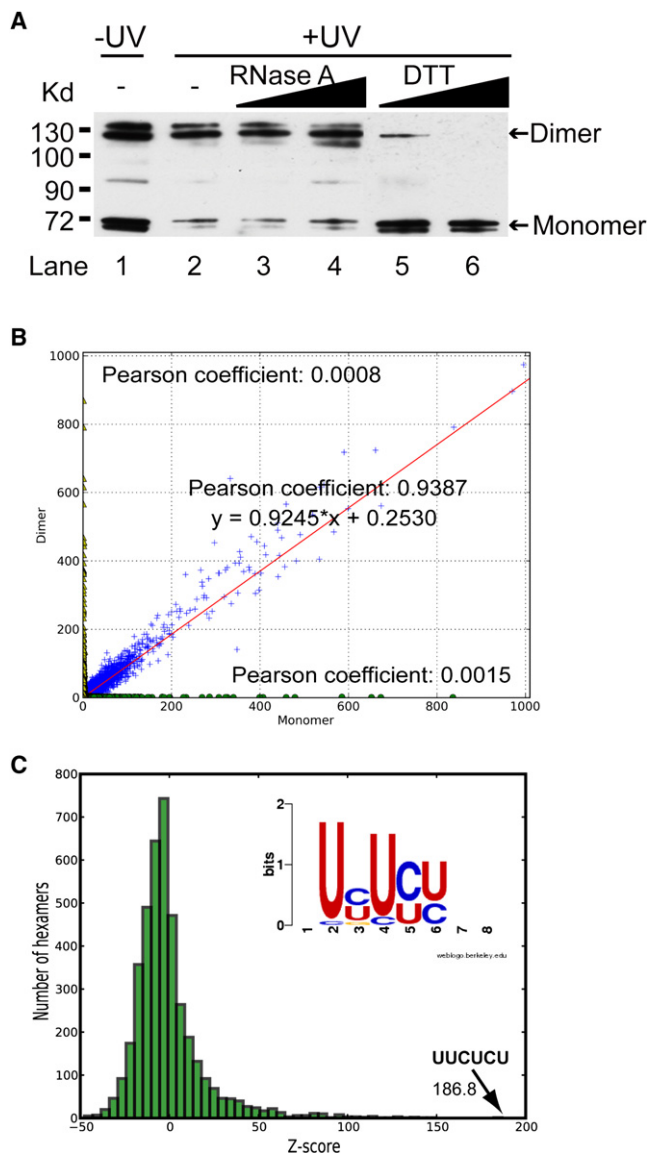 A
-UV +UV
- - RNase A DTT
Kd
130
100
90
72
←Dimer
←Monomer
Lane 1 2 3 4 5 6
B
1000
800
600
400
200
0
Dimer
Pearson coefficient: 0.0008
Pearson coefficient: 0.9387
y = 0.9245*x + 0.2530
Pearson coefficient: 0.0015
0 200 400 600 800 1000
Monomer
C
800
700
600
500
400
300
200
100
0
Number of hexamers
2
1
0
bits
U C U C U
U C U C
1 2 3 4 5 6 7 8
weblogo.berkeley.edu
UUCUCU
186.8
-50 0 50 100 150 200
Z-score